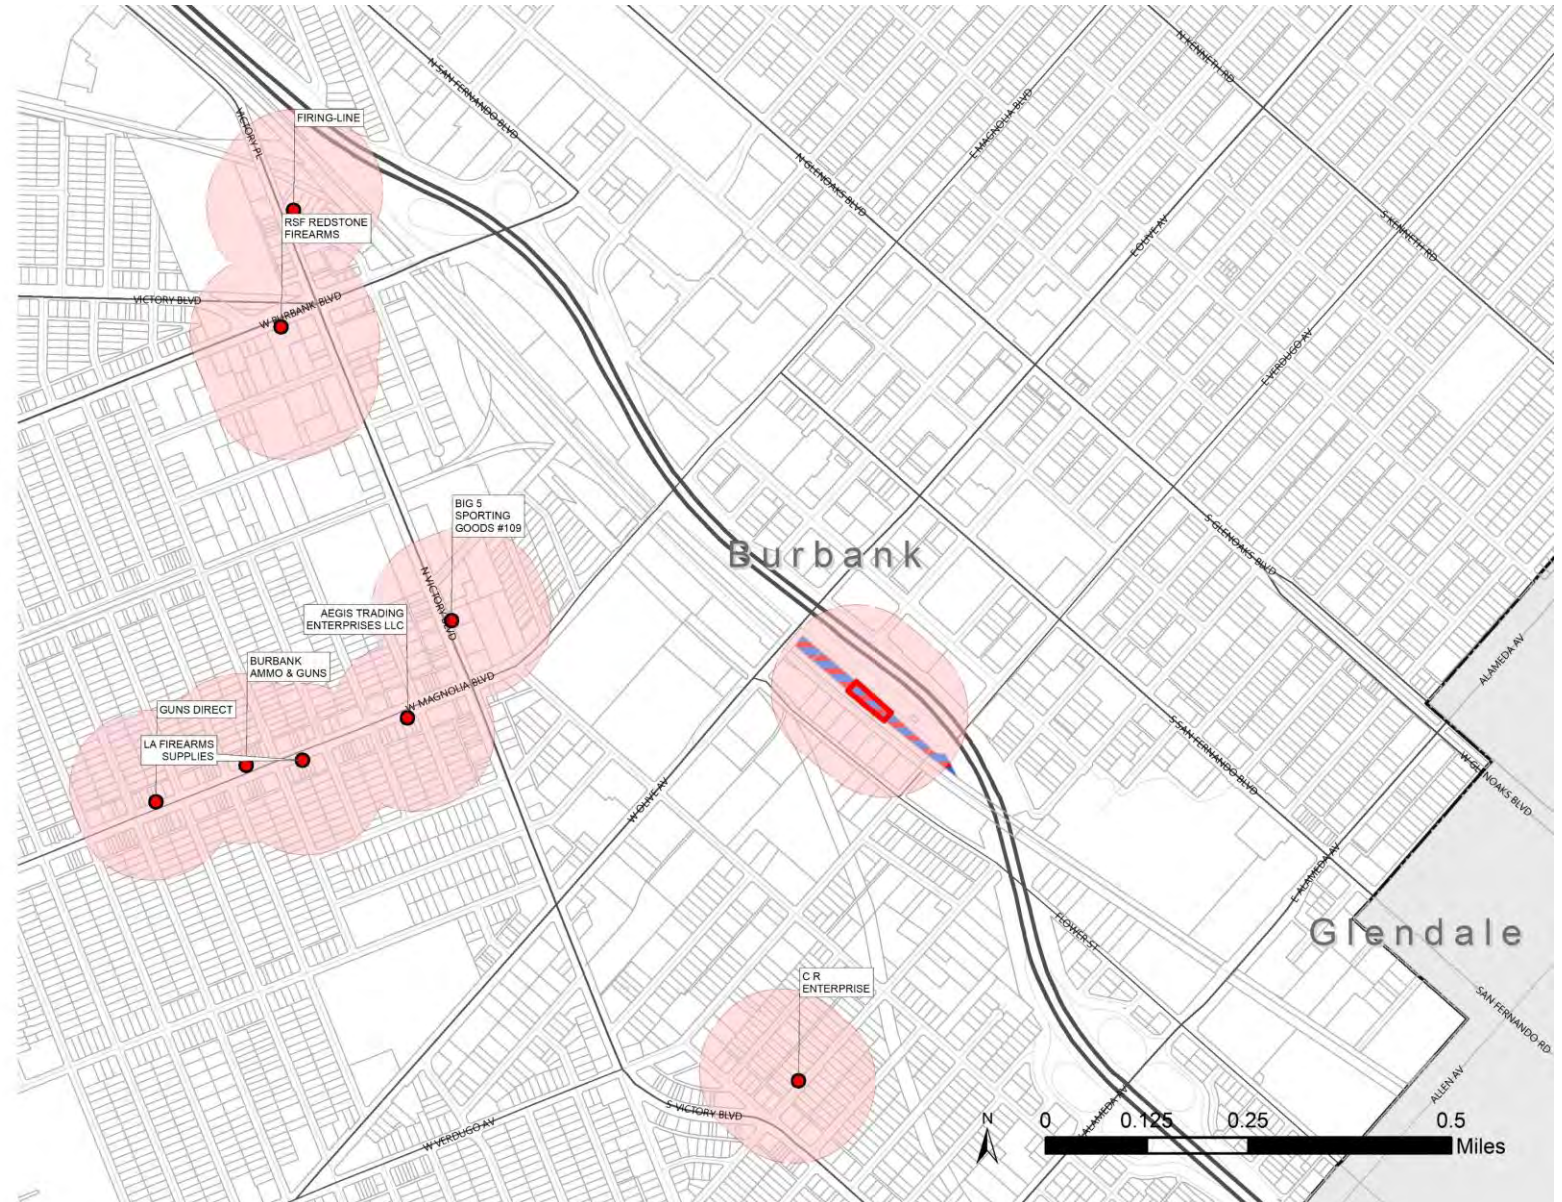 N KENNETH RD
N SAN FERNANDO BLVD
E MAGNOLIA BLVD
FIRING-LINE
VICTORY PL
N GLENOAKS BLVD
RSF REDSTONE
FIREARMS
S KENNETH RD
E OLIVE AV
VICTORY BLVD
W BURBANK BLVD
E VERDUGO AV
BIG 5
SPORTING
GOODS #109
S GLENOAKS BLVD
Burbank
N VICTORY BLVD
AEGIS TRADING
ENTERPRISES LLC
BURBANK
AMMO & GUNS
ALAMEDA AV
W MAGNOLIA BLVD
GUNS DIRECT
LA FIREARMS
SUPPLIES
S SAN FERNANDO BLVD
W GLENOAKS BLVD
W OLIVE AV
E ALAMEDA AV
FLOWER ST
Glendale
C R
ENTERPRISE
SAN FERNANDO RD
ALLEN AV
S VICTORY BLVD
W VERDUGO AV
ALAMEDA AV
N
0 0.125 0.25 0.5
Miles